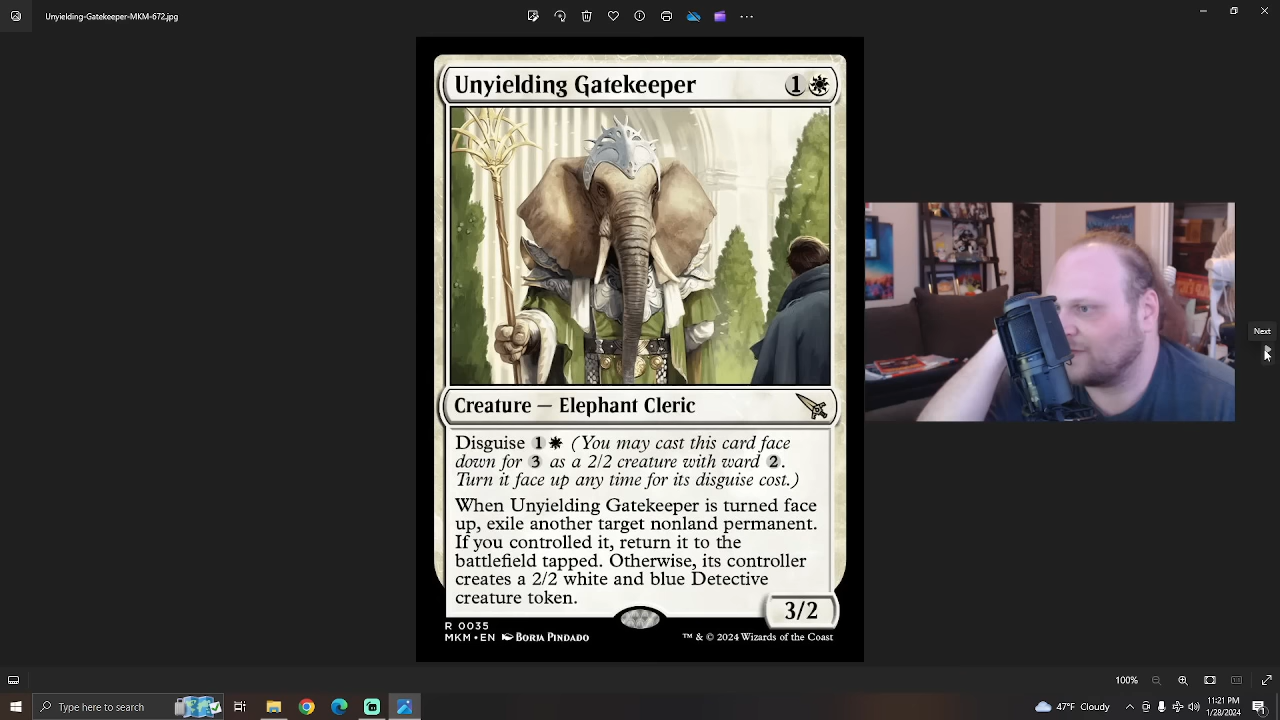 Unyielding-Gatekeeper-MKM-672.jpg
Unyielding Gatekeeper 1
Creature — Elephant Cleric
Disguise 1 (You may cast this card face
down for 3 as a 2/2 creature with ward 2.
Turn it face up any time for its disguise cost.)
When Unyielding Gatekeeper is turned face
up, exile another target nonland permanent.
If you controlled it, return it to the
battlefield tapped. Otherwise, its controller
creates a 2/2 white and blue Detective
creature token.
3/2
R 0035
MKM • EN Borja Pindado
™ & © 2024 Wizards of the Coast
Next
100%
Type here to search
47°F Cloudy
11:21 PM
1/28/2024